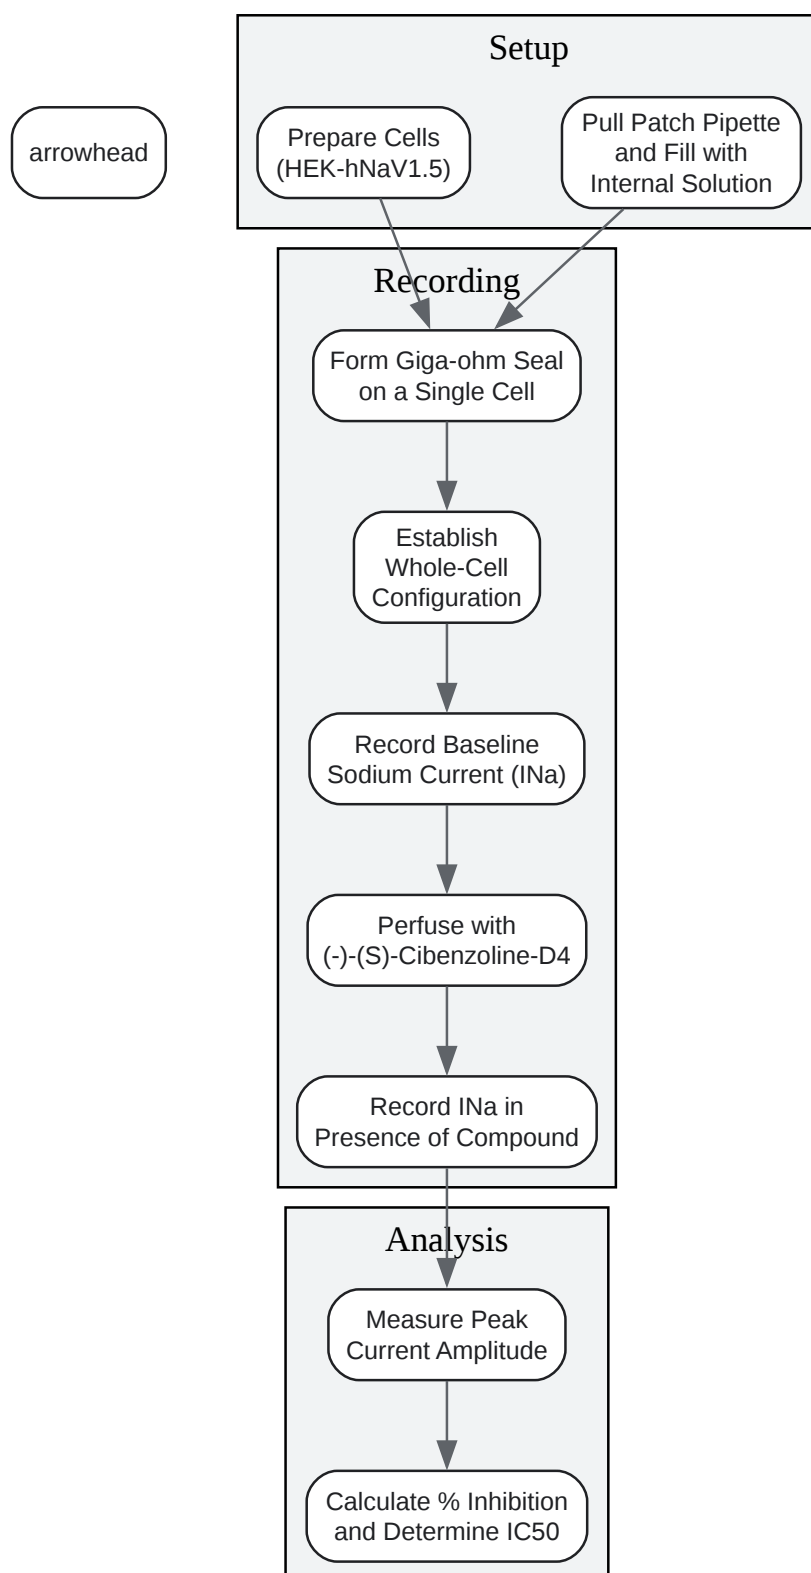 Setup
arrowhead
Prepare Cells
(HEK-hNaV1.5)
Pull Patch Pipette
and Fill with
Internal Solution
Recording
Form Giga-ohm Seal
on a Single Cell
Establish
Whole-Cell
Configuration
Record Baseline
Sodium Current (INa)
Perfuse with
(-)-(S)-Cibenzoline-D4
Record INa in
Presence of Compound
Analysis
Measure Peak
Current Amplitude
Calculate % Inhibition
and Determine IC50